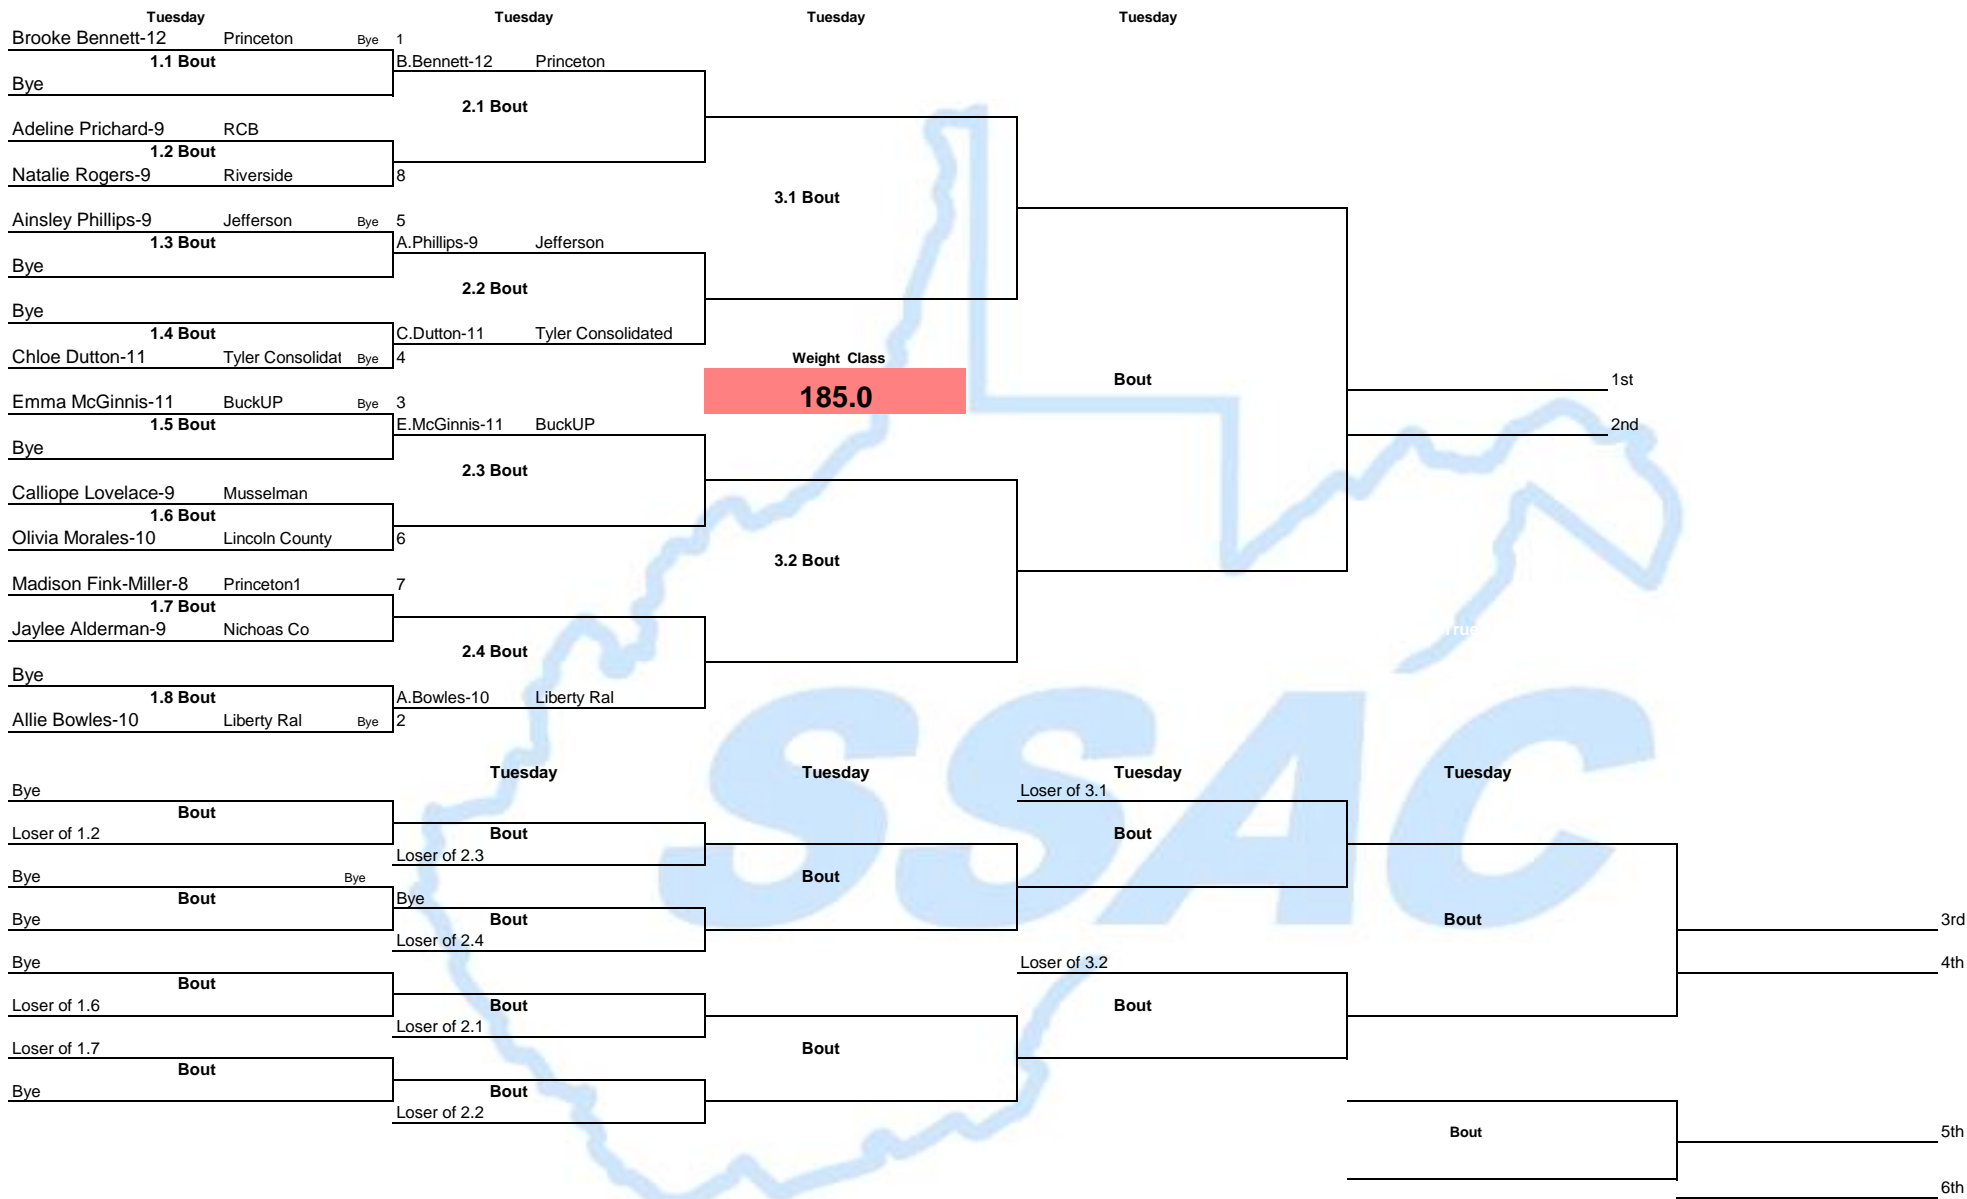 Tuesday Tuesday Tuesday Tuesday
Brooke Bennett-12 Princeton Bye 1
1.1 Bout B.Bennett-12 Princeton
Bye
2.1 Bout
Adeline Prichard-9 RCB
1.2 Bout
Natalie Rogers-9 Riverside 8
3.1 Bout
Ainsley Phillips-9 Jefferson Bye 5
1.3 Bout A.Phillips-9 Jefferson
Bye
2.2 Bout
Bye
1.4 Bout C.Dutton-11 Tyler Consolidated
Chloe Dutton-11 Tyler Consolidat Bye 4 Weight Class
Bout 1st
185.0
Emma McGinnis-11 BuckUP Bye 3
1.5 Bout E.McGinnis-11 BuckUP 2nd
Bye
2.3 Bout
Calliope Lovelace-9 Musselman
1.6 Bout
Olivia Morales-10 Lincoln County 6
3.2 Bout
Madison Fink-Miller-8 Princeton1 7
1.7 Bout
Jaylee Alderman-9 Nichoas Co True
2.4 Bout
Bye
1.8 Bout A.Bowles-10 Liberty Ral
Allie Bowles-10 Liberty Ral Bye 2
SSAC
Tuesday Tuesday Tuesday Tuesday
Bye Loser of 3.1
Bout
Loser of 1.2 Bout Bout
Loser of 2.3
Bye Bye Bout
Bout Bye
Bye Bout Bout 3rd
Loser of 2.4
Bye Loser of 3.2 4th
Bout
Loser of 1.6 Bout Bout
Loser of 2.1
Loser of 1.7 Bout
Bout
Bye Bout
Loser of 2.2
Bout 5th
6th